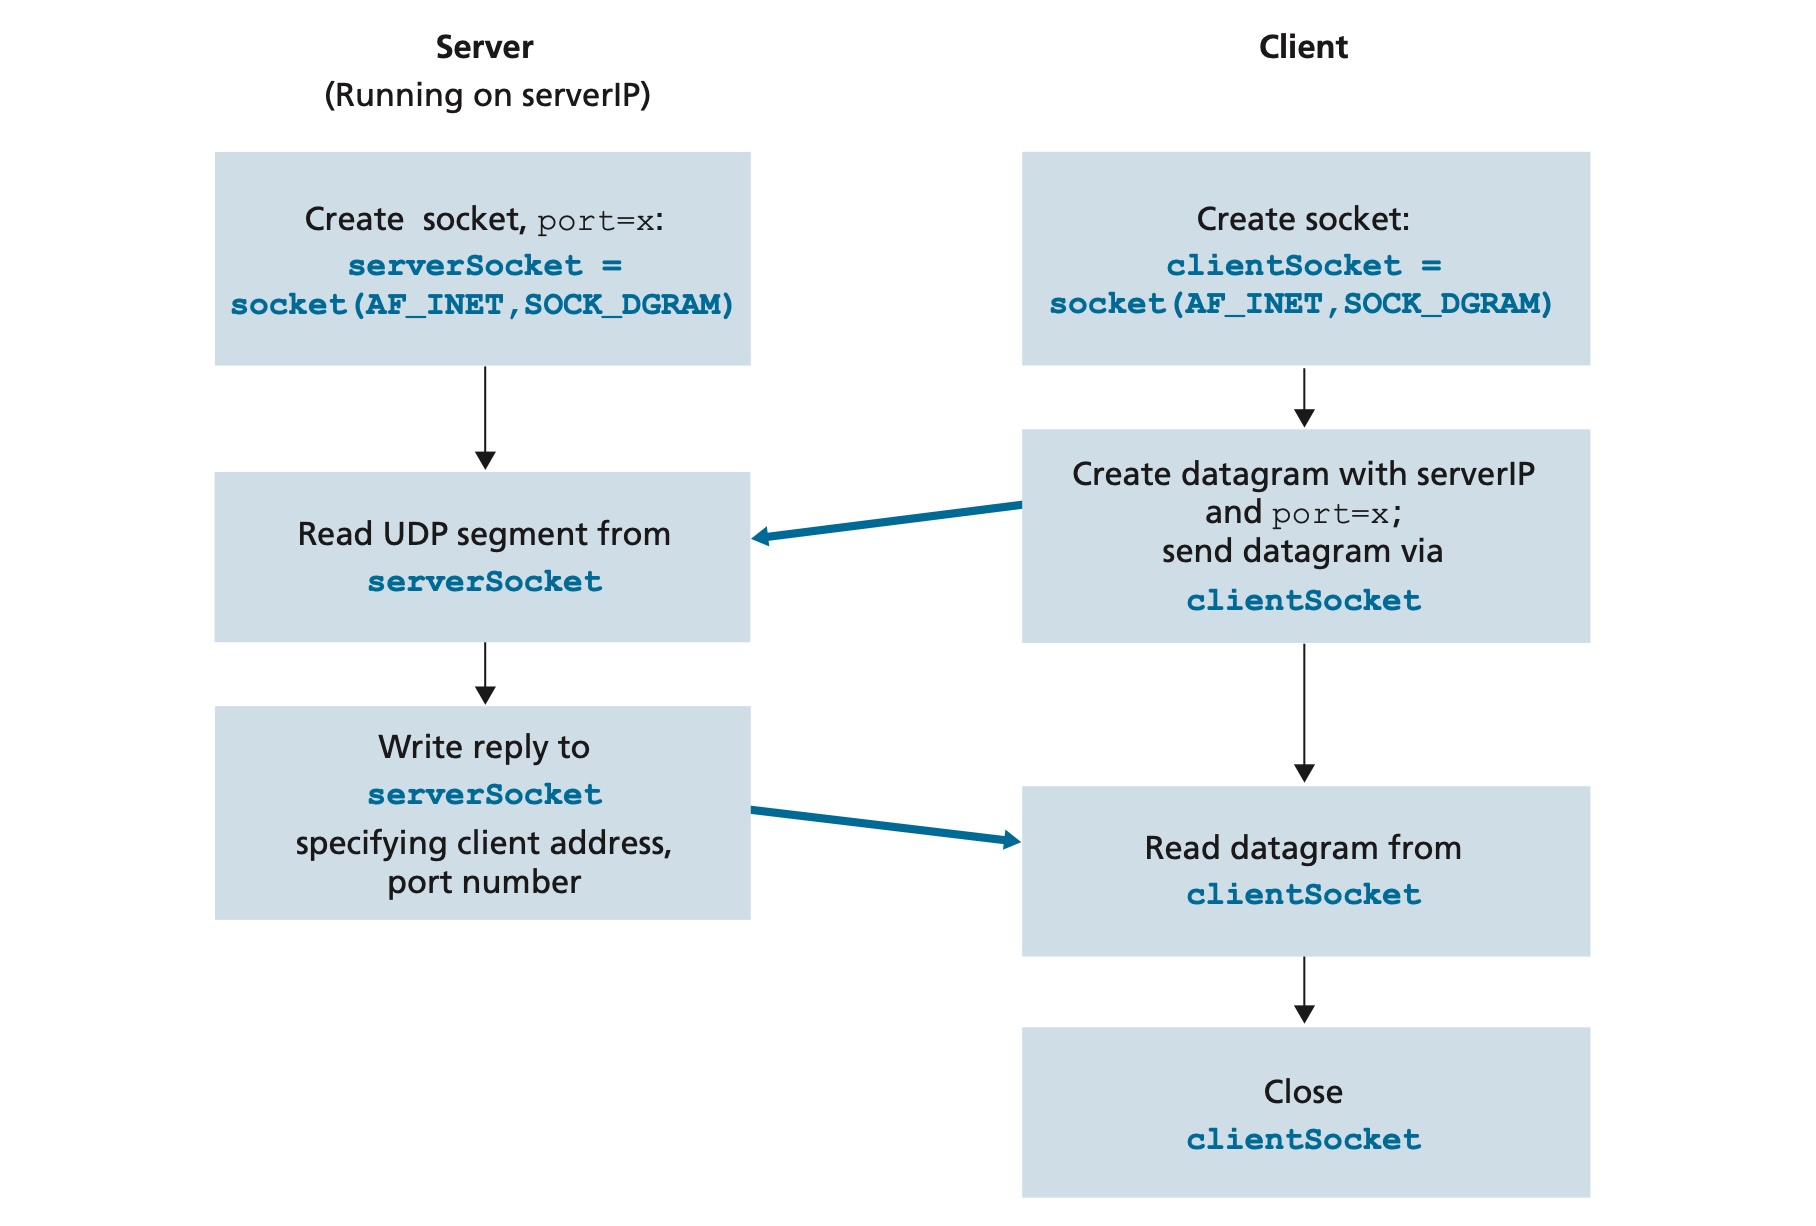 Server
(Running on serverIP)
Create socket, port=x:
serverSocket =
socket(AF_INET,SOCK_DGRAM)
Read UDP segment from
serverSocket
Write reply to
serverSocket
specifying client address,
port number
Client
Create socket:
clientSocket =
socket(AF_INET,SOCK_DGRAM)
Create datagram with serverIP
and port=x;
send datagram via
clientSocket
Read datagram from
clientSocket
Close
clientSocket